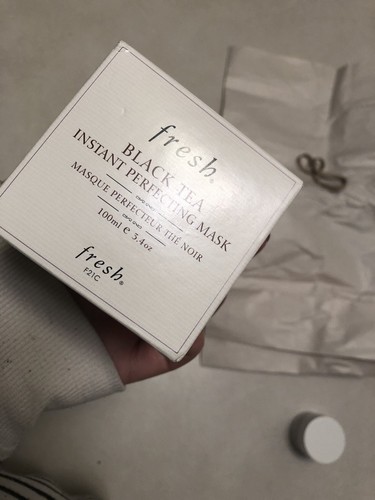 fresh®
BLACK TEA
INSTANT PERFECTING MASK
MASQUE PERFECTEUR THÉ NOIR
100ml e 3.4oz
fresh®
F21C